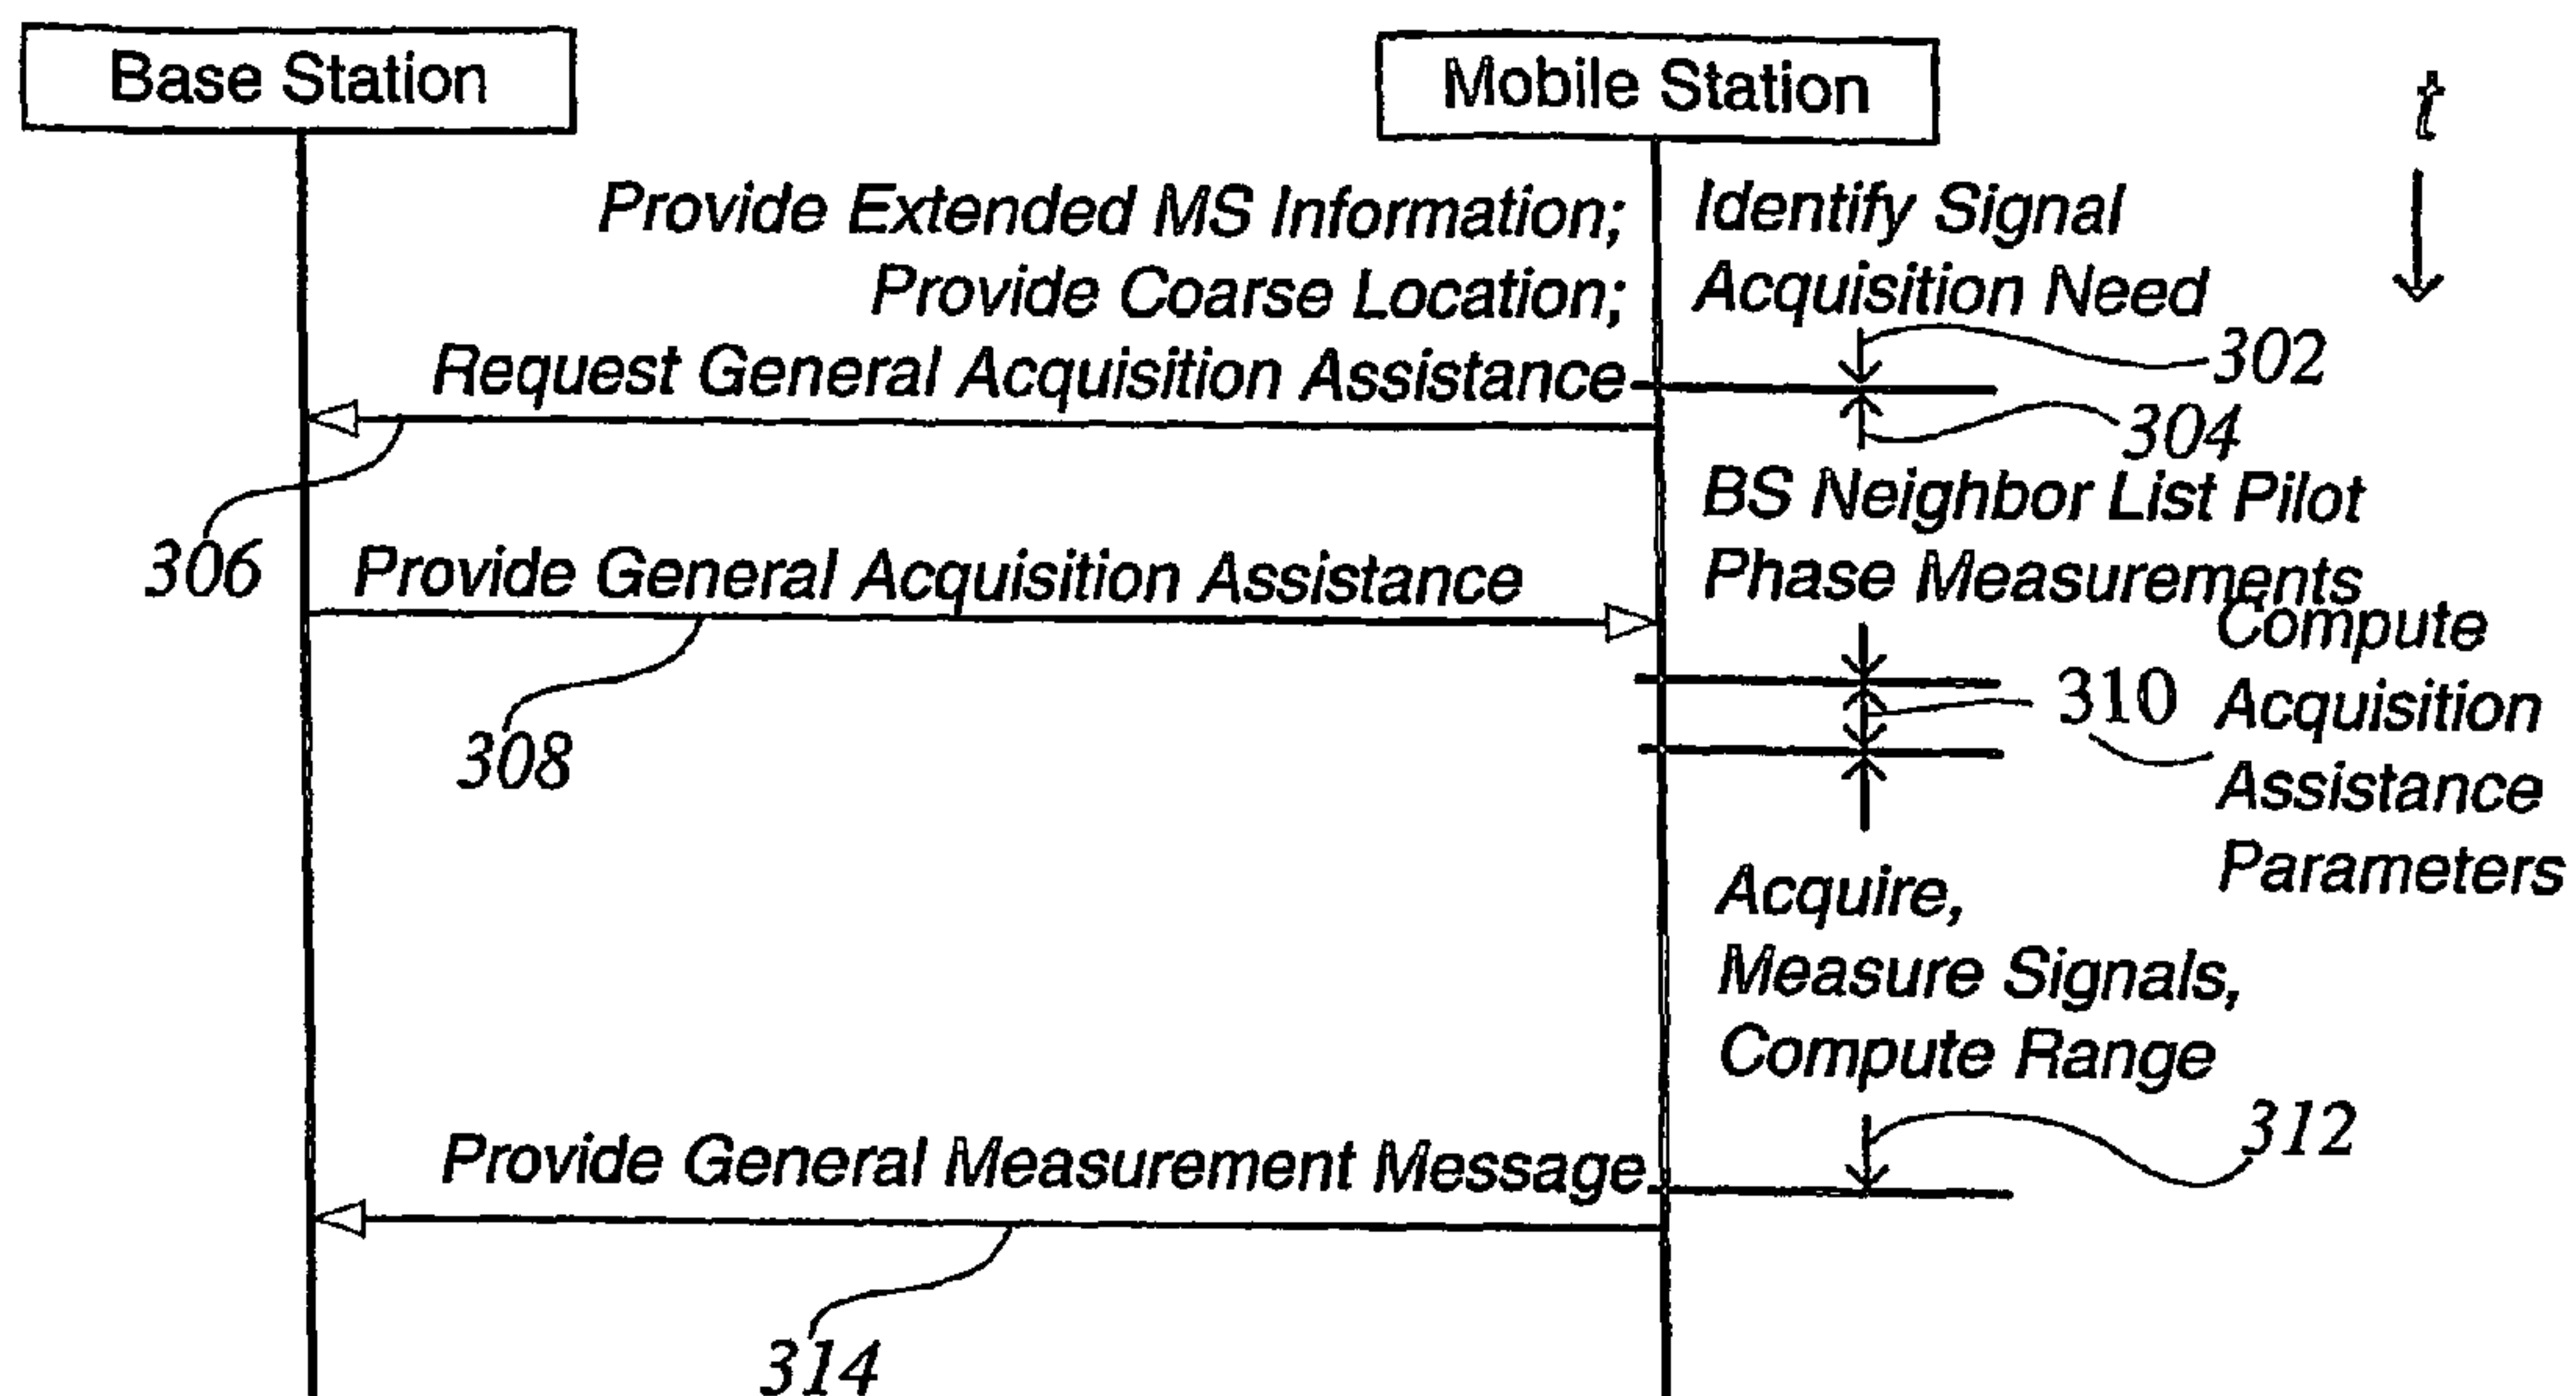 Base Station
Mobile Station
t
Provide Extended MS Information;
Provide Coarse Location;
Request General Acquisition Assistance
Identify Signal
Acquisition Need
302
304
306
BS Neighbor List Pilot
Phase Measurements
Provide General Acquisition Assistance
308
310
Compute
Acquisition
Assistance
Parameters
Acquire,
Measure Signals,
Compute Range
312
Provide General Measurement Message
314